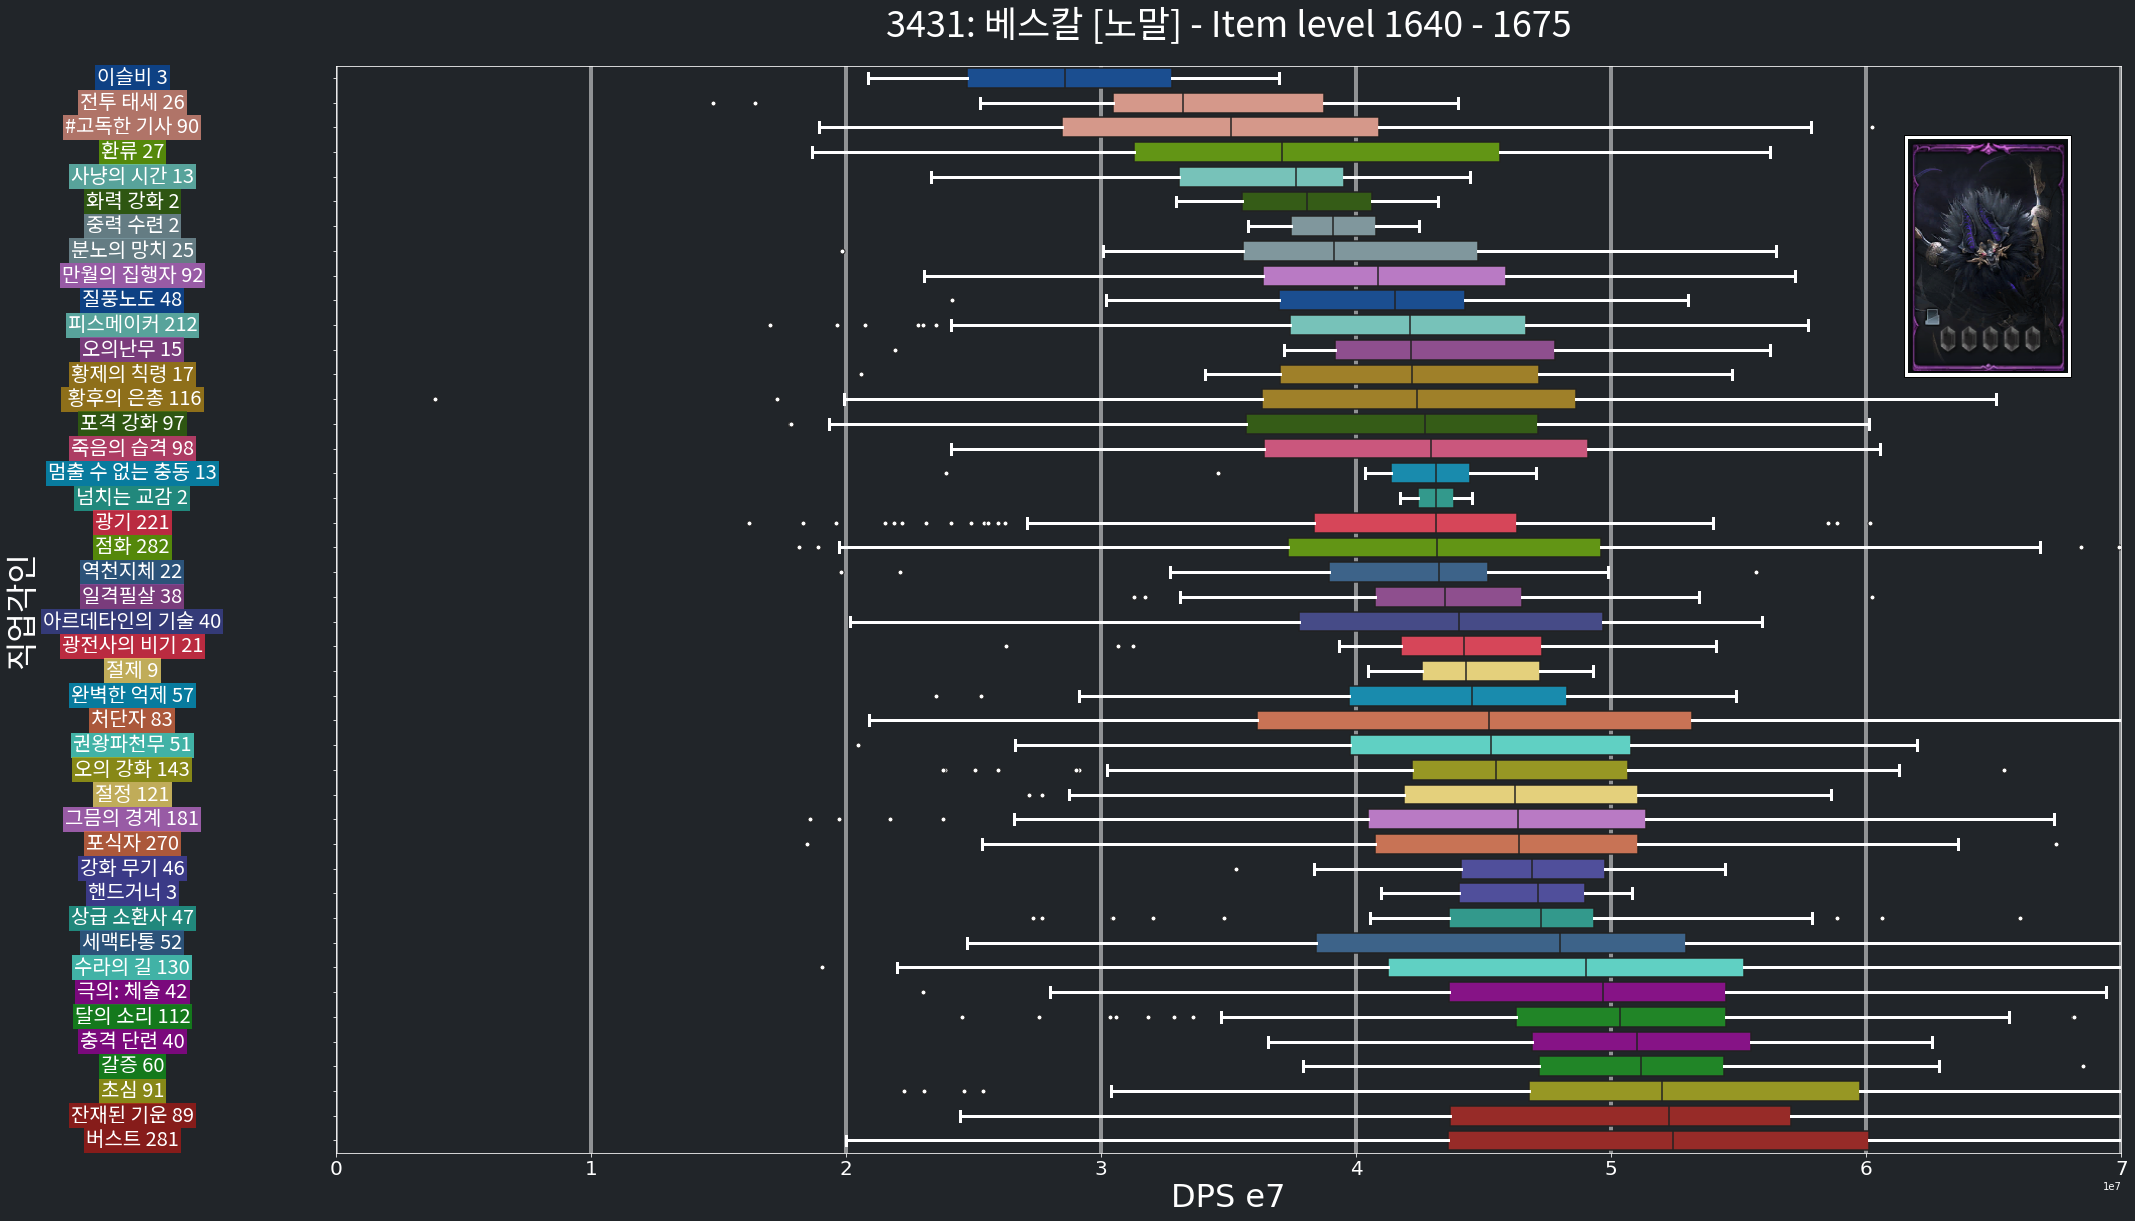 3431: 베스칼 [노말] - Item level 1640 - 1675
이슬비 3
전투 태세 26
#고독한 기사 90
환류 27
사냥의 시간 13
화력 강화 2
중력 수련 2
분노의 망치 25
만월의 집행자 92
질풍노도 48
피스메이커 212
오의난무 15
황제의 칙령 17
황후의 은총 116
포격 강화 97
죽음의 습격 98
멈출 수 없는 충동 13
넘치는 교감 2
광기 221
점화 282
역천지체 22
일격필살 38
아르데타인의 기술 40
광전사의 비기 21
절제 9
완벽한 억제 57
처단자 83
권왕파천무 51
오의 강화 143
절정 121
그믐의 경계 181
포식자 270
강화 무기 46
핸드거너 3
상급 소환사 47
세맥타통 52
수라의 길 130
극의: 체술 42
달의 소리 112
충격 단련 40
갈증 60
초심 91
잔재된 기운 89
버스트 281
직업각인
0 1 2 3 4 5 6 7
1e7
DPS e7